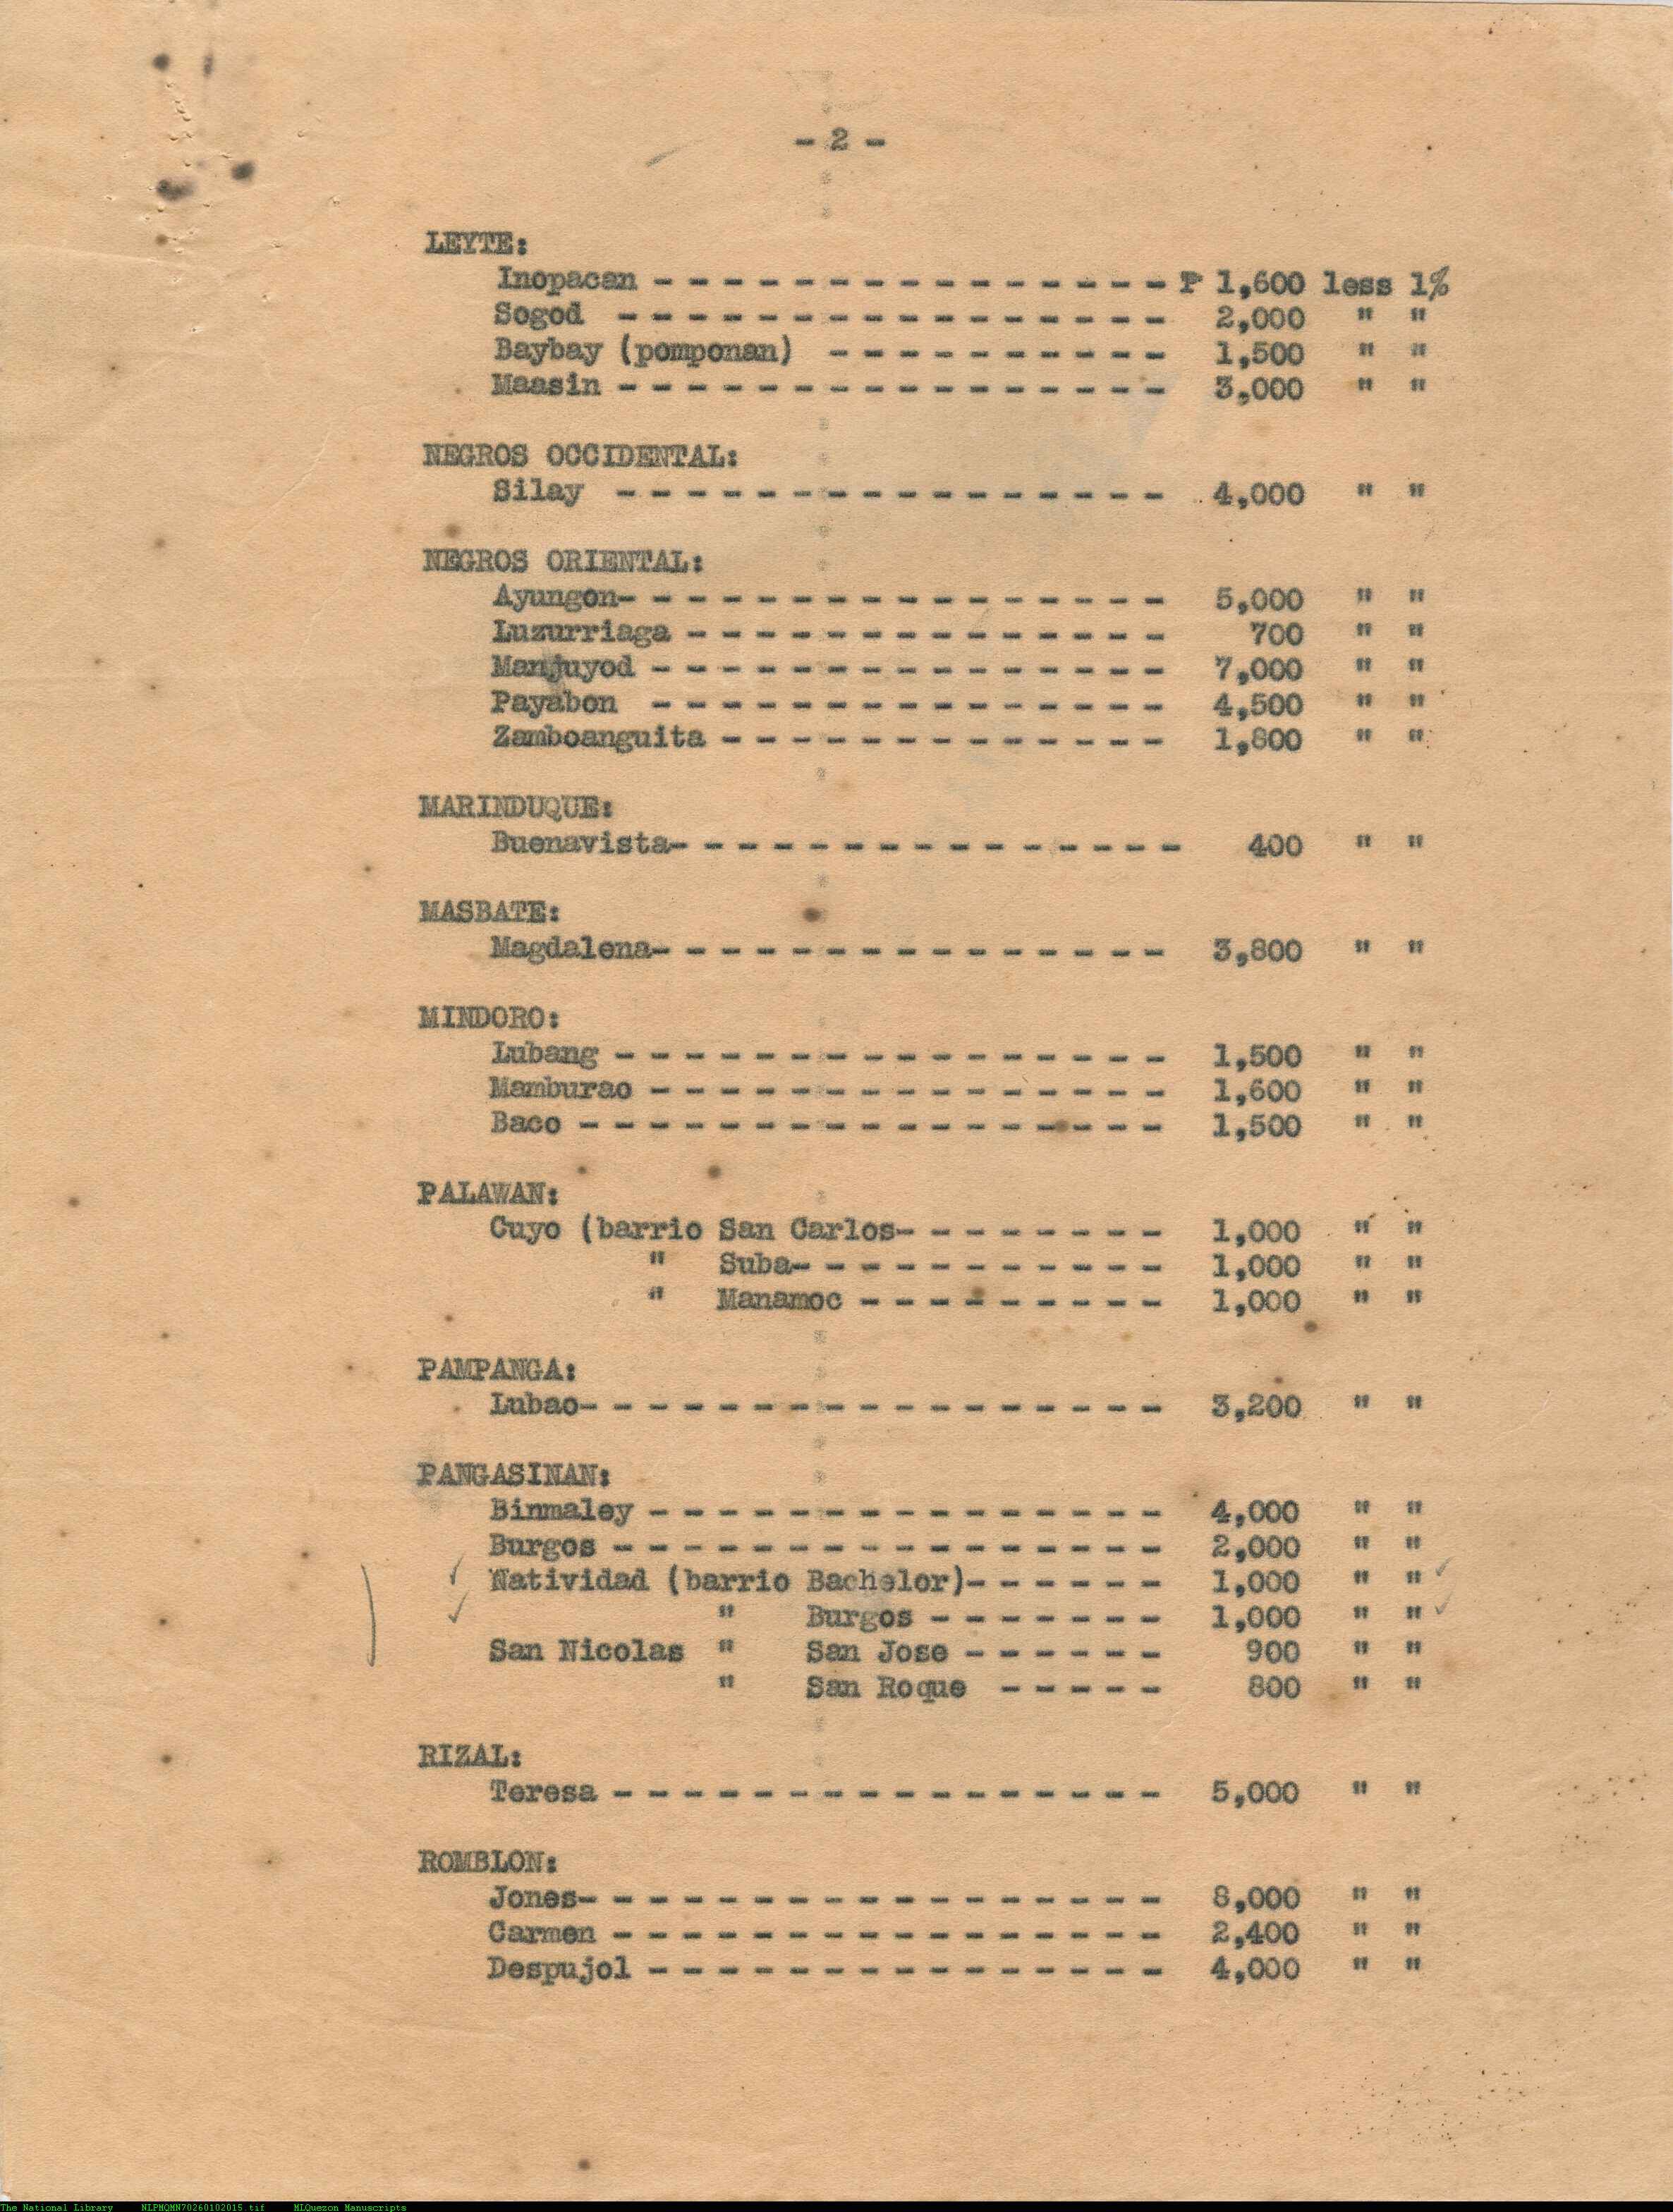 - 2 -
LEYTE:
Inopacan - - - - - - - - - - - - - - - ₱ 1,600 less 1%
Sogod - - - - - - - - - - - - - - - - 2,000 " "
Baybay (pomponan) - - - - - - - - - - 1,500 " "
Maasin - - - - - - - - - - - - - - - - 3,000 " "
NEGROS OCCIDENTAL:
Silay - - - - - - - - - - - - - - - - 4,000 " "
NEGROS ORIENTAL:
Ayungon- - - - - - - - - - - - - - - - 5,000 " "
Luzurriaga - - - - - - - - - - - - - - 700 " "
Manjuyod - - - - - - - - - - - - - - - 7,000 " "
Payabon - - - - - - - - - - - - - - - 4,500 " "
Zamboanguita - - - - - - - - - - - - - 1,800 " "
MARINDUQUE:
Buenavista- - - - - - - - - - - - - - - 400 " "
MASBATE:
Magdalena- - - - - - - - - - - - - - - 3,800 " "
MINDORO:
Lubang - - - - - - - - - - - - - - - - 1,500 " "
Mamburao - - - - - - - - - - - - - - - 1,600 " "
Baco - - - - - - - - - - - - - - - - - 1,500 " "
PALAWAN:
Cuyo (barrio San Carlos- - - - - - - - 1,000 " "
" Suba- - - - - - - - - - - 1,000 " "
" Manamoc - - - - - - - - - 1,000 " "
PAMPANGA:
Lubao- - - - - - - - - - - - - - - - - 3,200 " "
PANGASINAN:
Binmaley - - - - - - - - - - - - - - - 4,000 " "
Burgos - - - - - - - - - - - - - - - - 2,000 " "
Natividad (barrio Bachelor)- - - - - - 1,000 " "
" Burgos - - - - - - - 1,000 " "
San Nicolas " San Jose - - - - - - 900 " "
" San Roque - - - - - 800 " "
RIZAL:
Teresa - - - - - - - - - - - - - - - - 5,000 " "
ROMBLON:
Jones- - - - - - - - - - - - - - - - - 8,000 " "
Carmen - - - - - - - - - - - - - - - - 2,400 " "
Despujol - - - - - - - - - - - - - - - 4,000 " "
The National Library NLPMQMN70260102015.tif MLQuezon Manuscripts